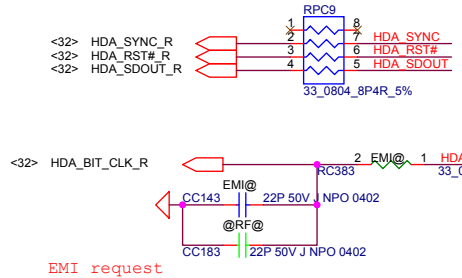 RPC9
1 8
<32> HDA_SYNC_R 2 7 HDA_SYNC
<32> HDA_RST#_R 3 6 HDA_RST#
<32> HDA_SDOUT_R 4 5 HDA_SDOUT
33_0804_8P4R_5%
<32> HDA_BIT_CLK_R 2 EMI@ 1 HDA
RC383 33_0
EMI@
CC143 22P 50V J NPO 0402
@RF@
CC183 22P 50V J NPO 0402
EMI request